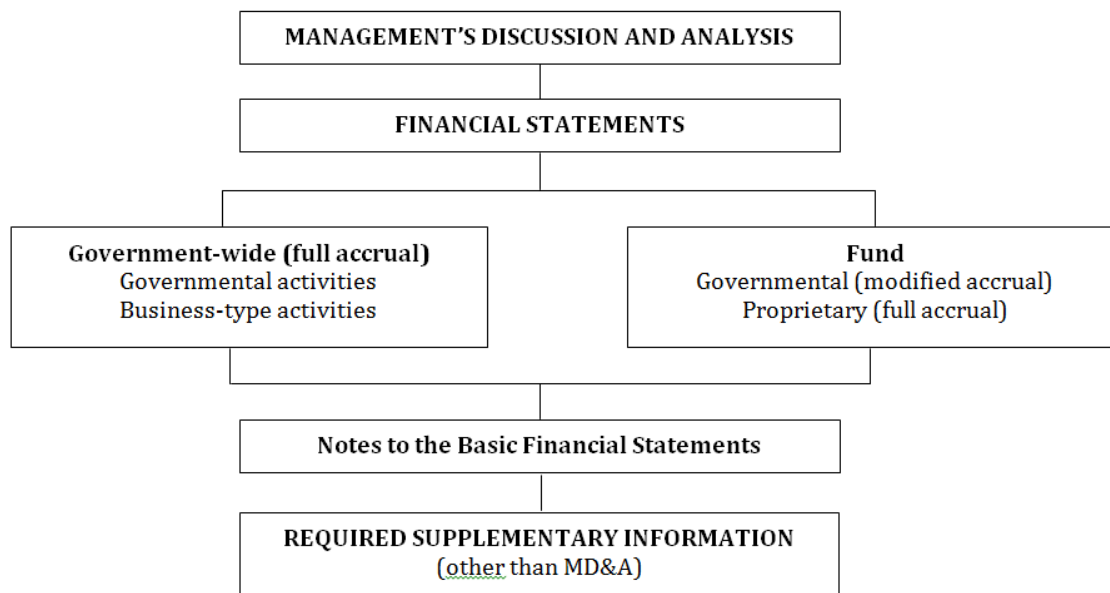 MANAGEMENT’S DISCUSSION AND ANALYSIS
FINANCIAL STATEMENTS
Government-wide (full accrual)
Governmental activities
Business-type activities
Fund
Governmental (modified accrual)
Proprietary (full accrual)
Notes to the Basic Financial Statements
REQUIRED SUPPLEMENTARY INFORMATION
(other than MD&A)